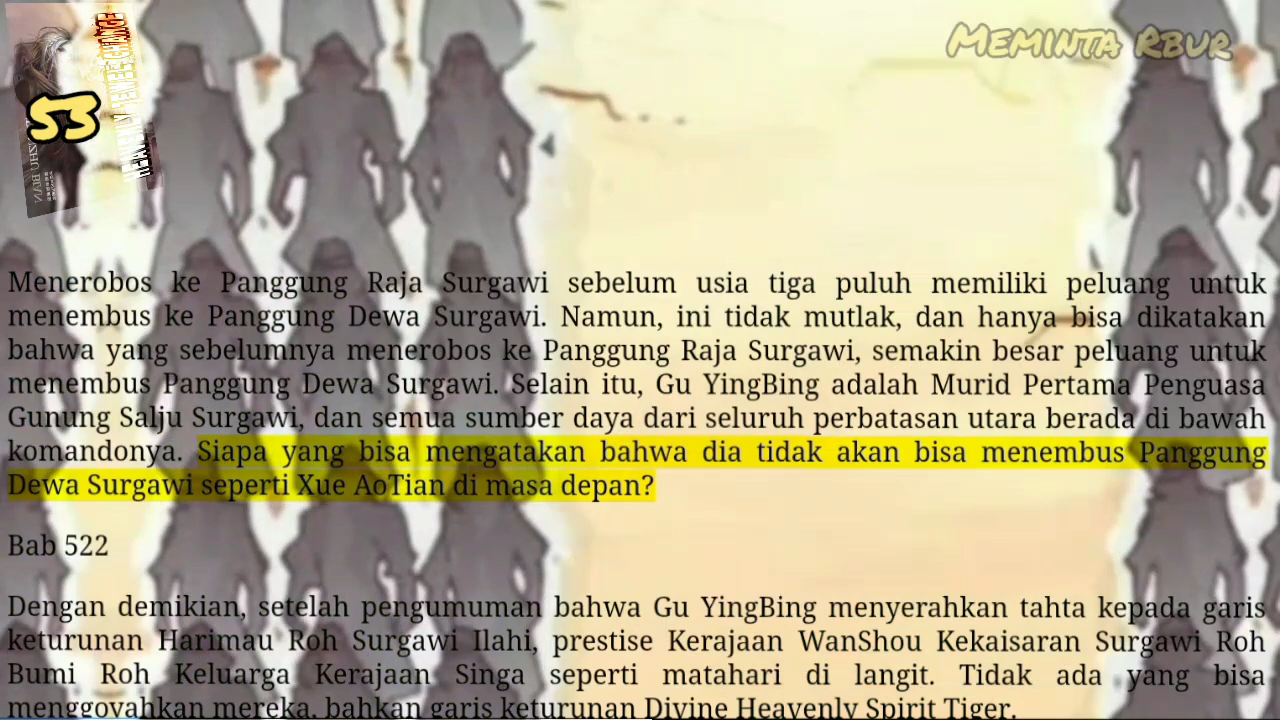 Meminta Rbur
53
Menerobos ke Panggung Raja Surgawi sebelum usia tiga puluh memiliki peluang untuk
menembus ke Panggung Dewa Surgawi. Namun, ini tidak mutlak, dan hanya bisa dikatakan
bahwa yang sebelumnya menerobos ke Panggung Raja Surgawi, semakin besar peluang untuk
menembus Panggung Dewa Surgawi. Selain itu, Gu YingBing adalah Murid Pertama Penguasa
Gunung Salju Surgawi, dan semua sumber daya dari seluruh perbatasan utara berada di bawah
komandonya. Siapa yang bisa mengatakan bahwa dia tidak akan bisa menembus Panggung
Dewa Surgawi seperti Xue AoTian di masa depan?
Bab 522
Dengan demikian, setelah pengumuman bahwa Gu YingBing menyerahkan tahta kepada garis
keturunan Harimau Roh Surgawi Ilahi, prestise Kerajaan WanShou Kekaisaran Surgawi Roh
Bumi Roh Keluarga Kerajaan Singa seperti matahari di langit. Tidak ada yang bisa
menggoyahkan mereka, bahkan garis keturunan Divine Heavenly Spirit Tiger.